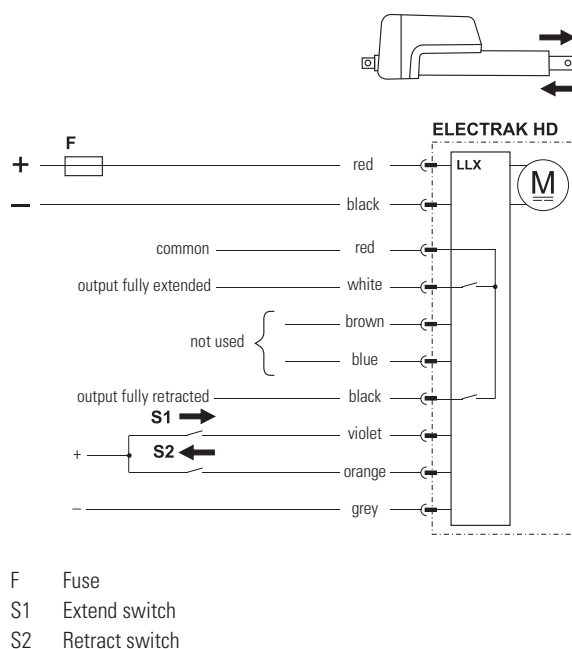 ELECTRAK HD
F
+ red LLX M
– black
common red
output fully extended white
not used brown
blue
output fully retracted black
S1
violet
+ S2
orange
– grey
F Fuse
S1 Extend switch
S2 Retract switch